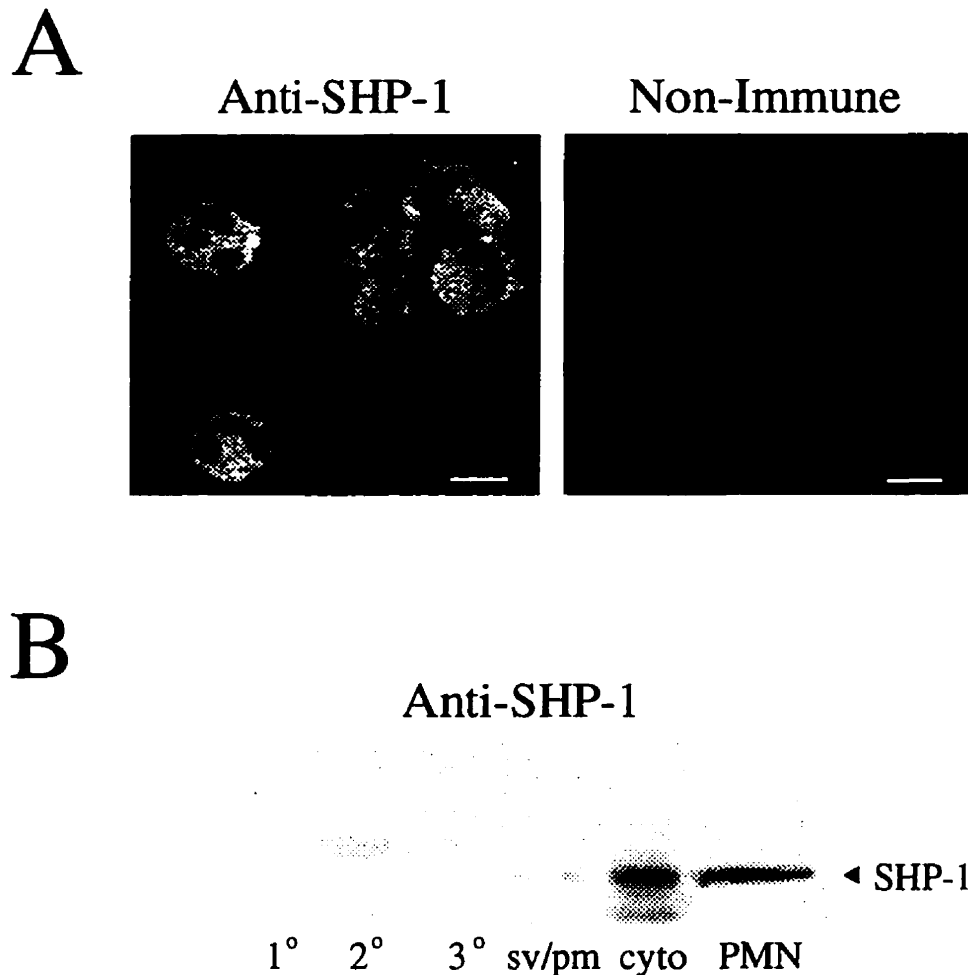 A
Anti-SHP-1 Non-Immune
B
Anti-SHP-1
◄ SHP-1
1° 2° 3° sv/pm cyto PMN